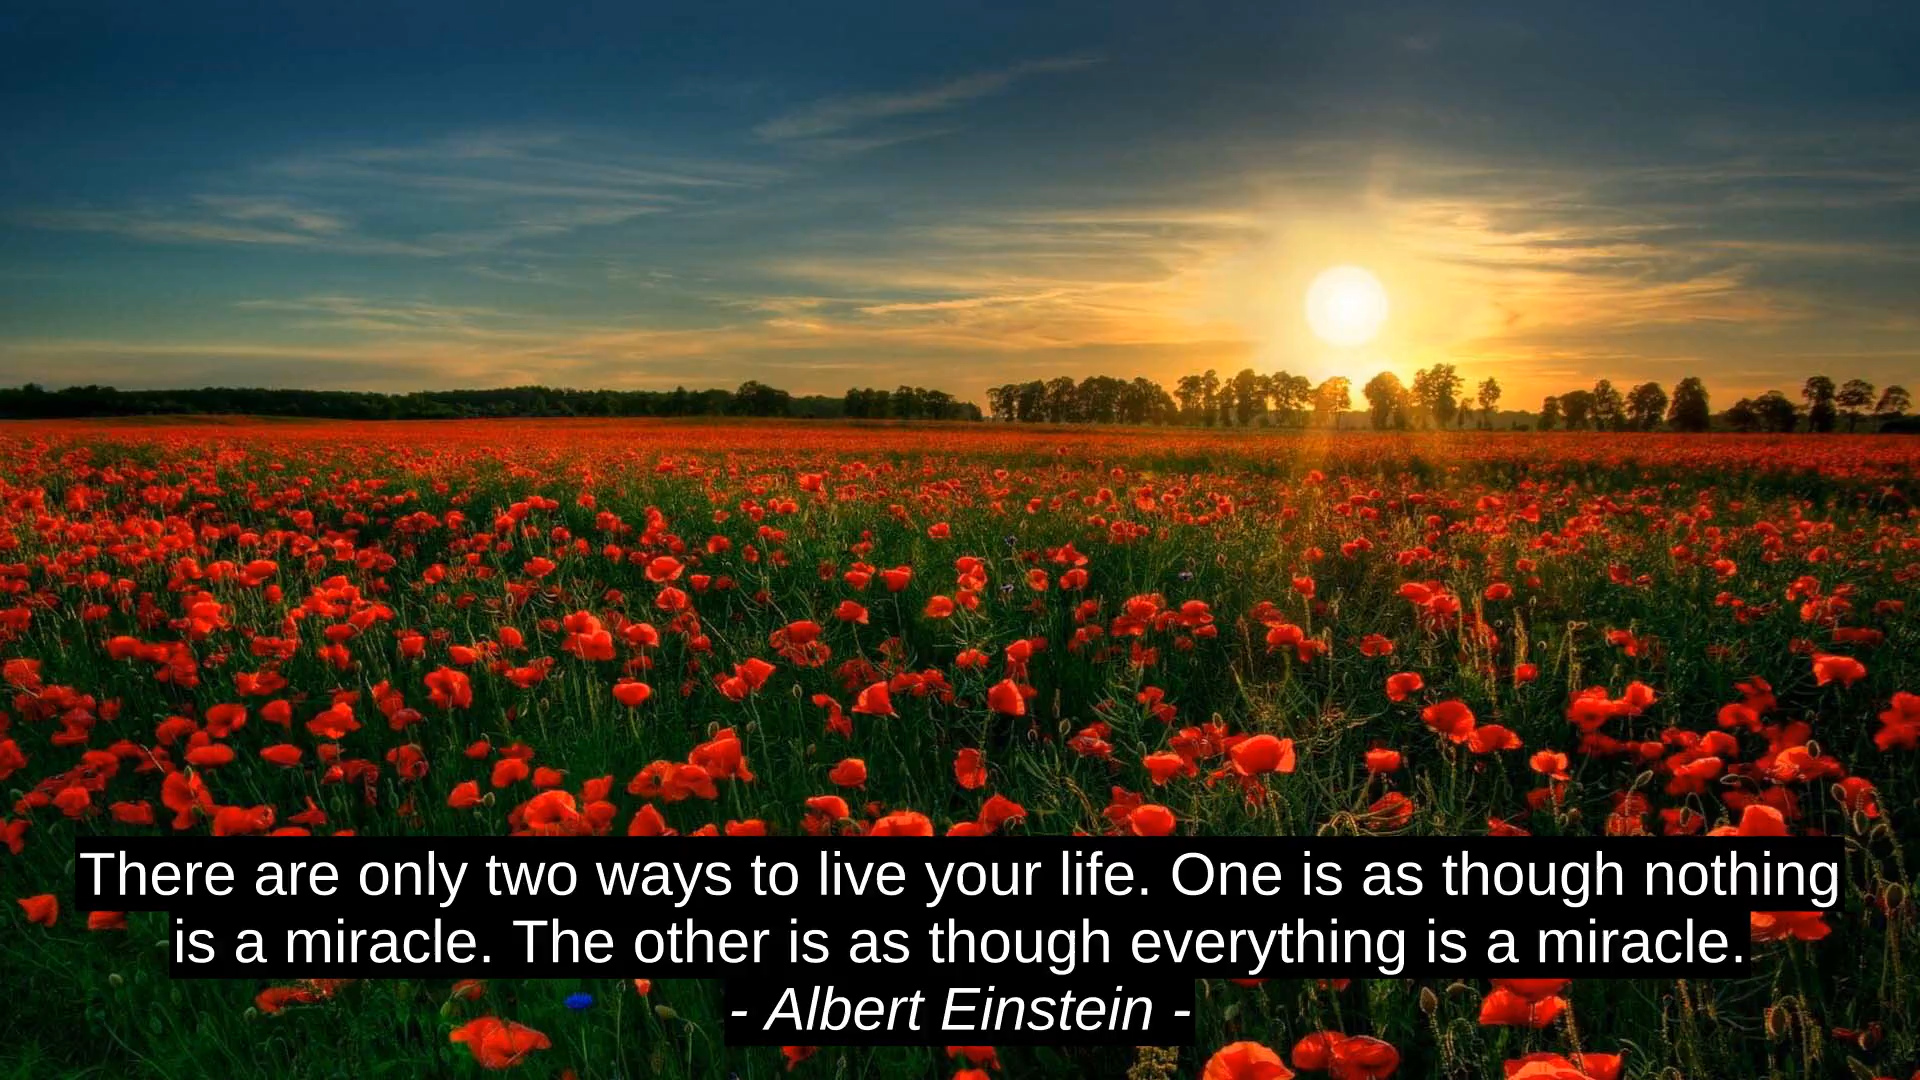 There are only two ways to live your life. One is as though nothing
is a miracle. The other is as though everything is a miracle.
- Albert Einstein -